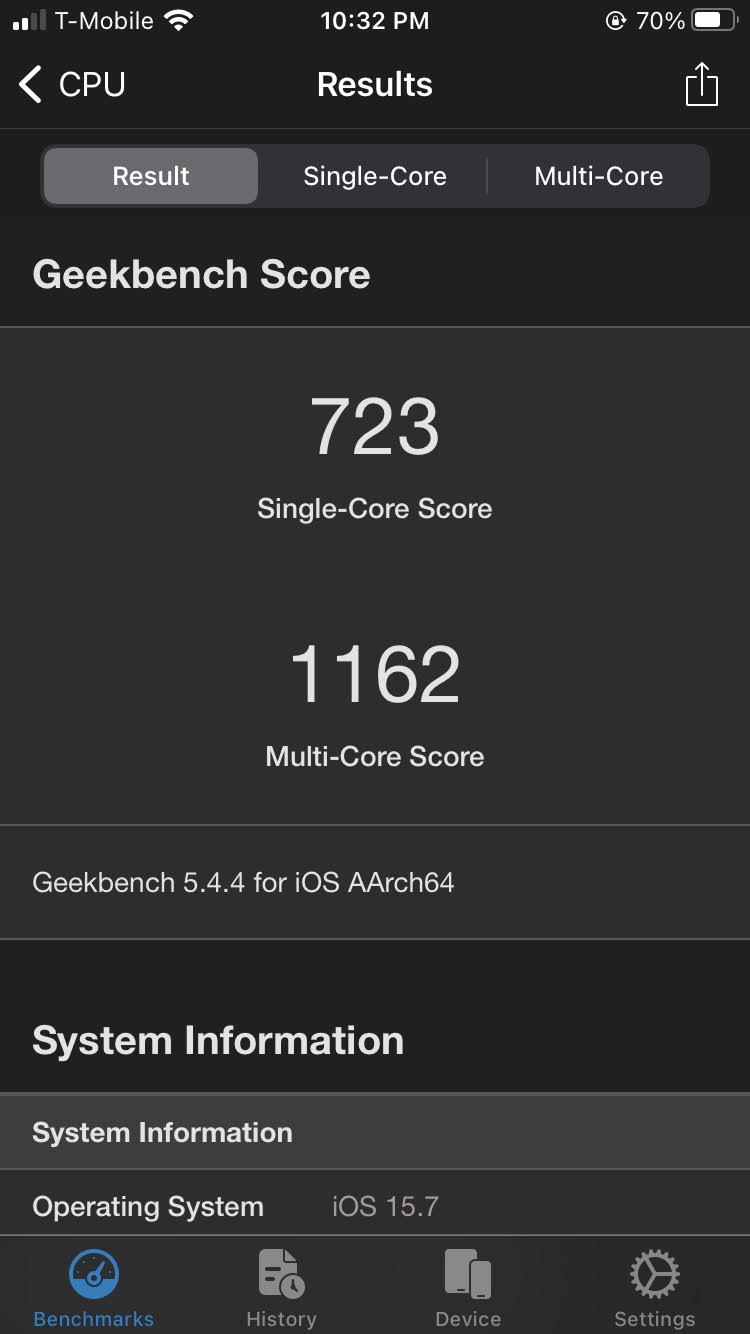 T-Mobile 10:32 PM 70%
CPU Results
Result Single-Core Multi-Core
Geekbench Score
723
Single-Core Score
1162
Multi-Core Score
Geekbench 5.4.4 for iOS AArch64
System Information
System Information
Operating System iOS 15.7
Benchmarks History Device Settings